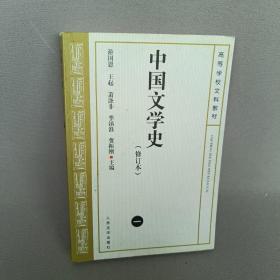 高等学校文科教材
中国文学史
(修订本)
一
游国恩 王起 萧涤非 季镇淮 费振刚 主编
人民文学出版社